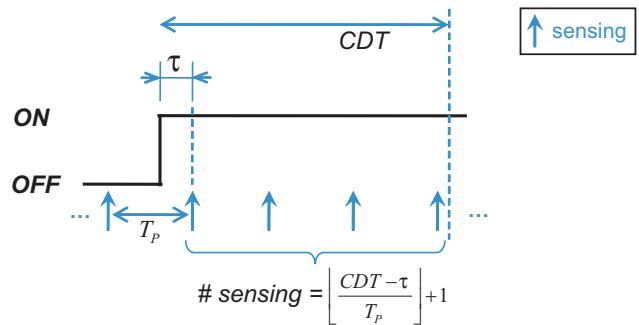 CDT
sensing
τ
ON
OFF
...
T_P
...
# sensing = ⌊(CDT − τ) / T_P⌋ + 1